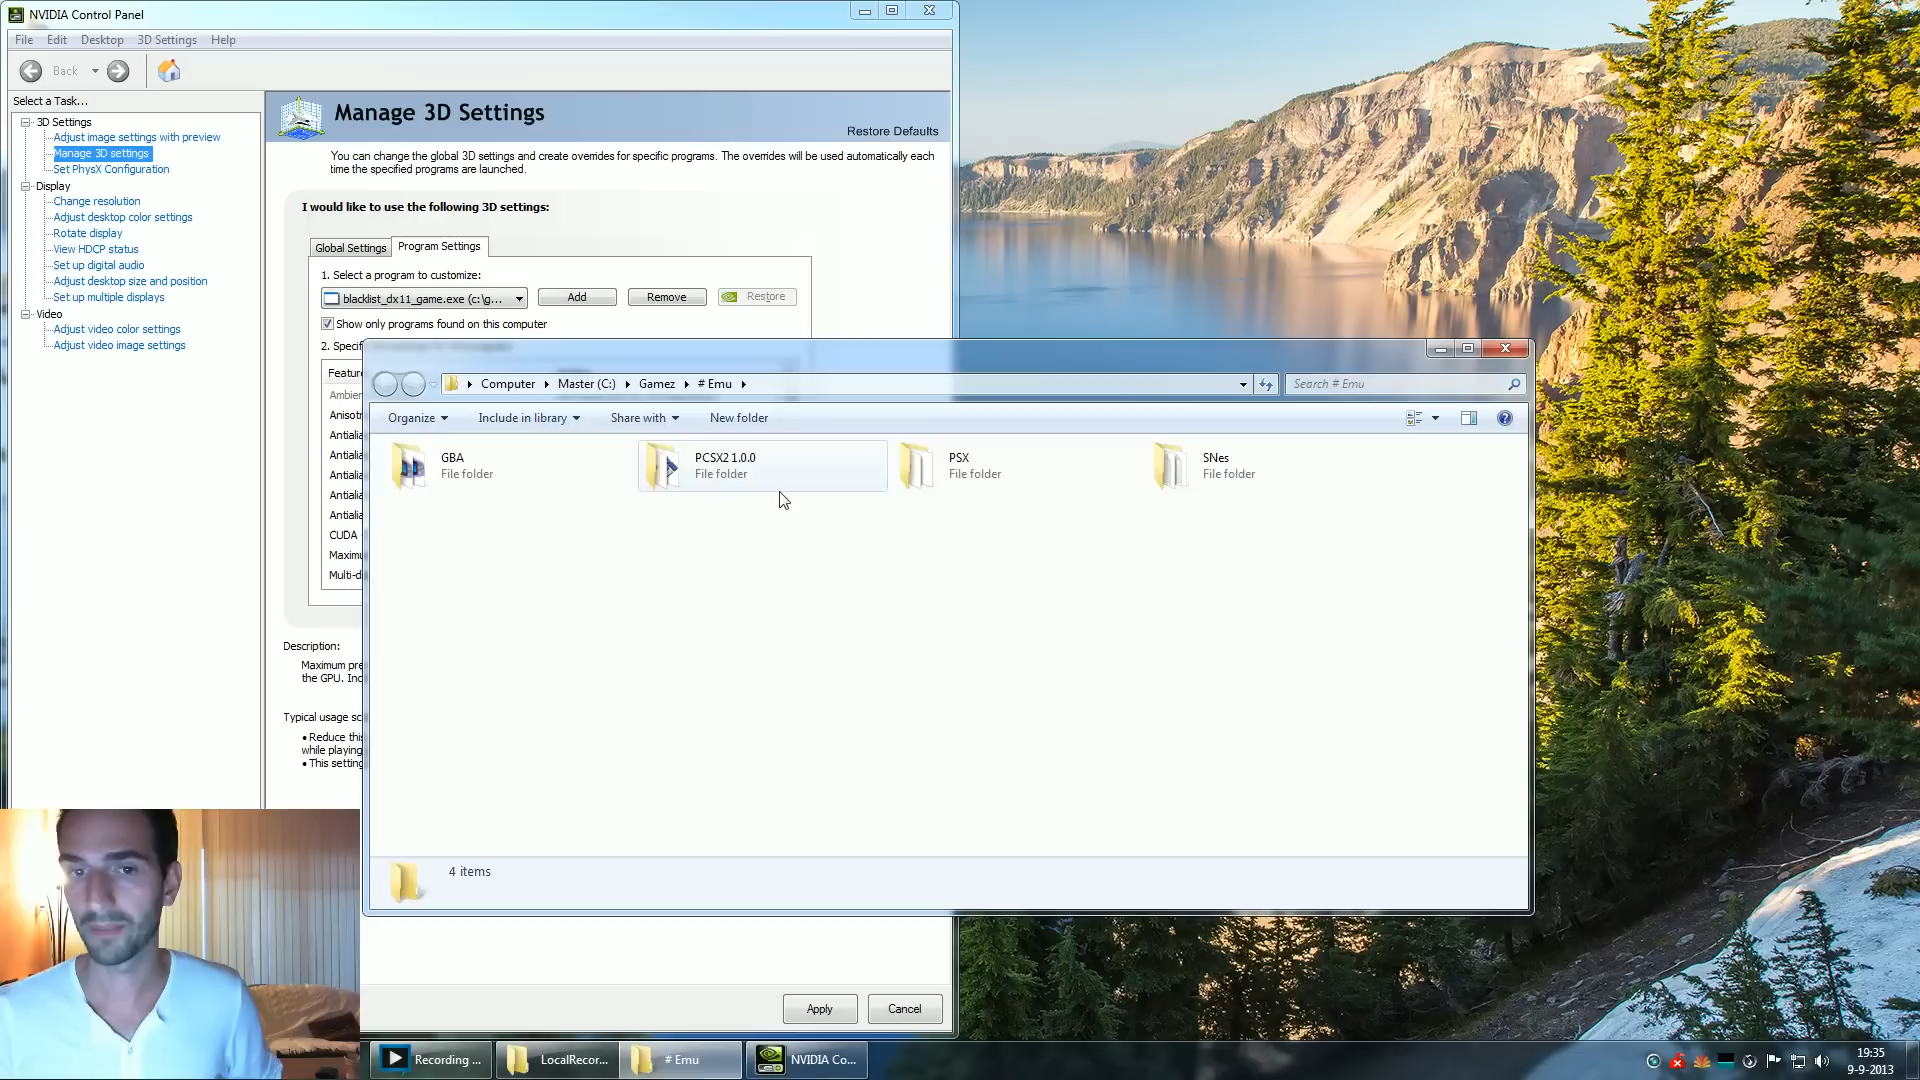 NVIDIA Control Panel
File Edit Desktop 3D Settings Help
Back
Select a Task...
3D Settings
Adjust image settings with preview
Manage 3D settings
Set PhysX Configuration
Display
Change resolution
Adjust desktop color settings
Rotate display
View HDCP status
Set up digital audio
Adjust desktop size and position
Set up multiple displays
Video
Adjust video color settings
Adjust video image settings
Manage 3D Settings
Restore Defaults
You can change the global 3D settings and create overrides for specific programs. The overrides will be used automatically each
time the specified programs are launched.
I would like to use the following 3D settings:
Global Settings Program Settings
1. Select a program to customize:
blacklist_dx11_game.exe (c:\g...
Add Remove Restore
Show only programs found on this computer
2. Specif
Featur
Ambien
Anisot
Antialia
Antialia
Antialia
Antialia
Antialia
CUDA
Maximu
Multi-d
Description:
Maximum pre
the GPU. Inc
Typical usage sc
• Reduce this
while playing
• This setting
Apply Cancel
Computer Master (C:) Gamez # Emu
Search # Emu
Organize Include in library Share with New folder
GBA
File folder
PCSX2 1.0.0
File folder
PSX
File folder
SNes
File folder
4 items
Recording ... LocalRecor... # Emu NVIDIA Co...
19:35
9-9-2013